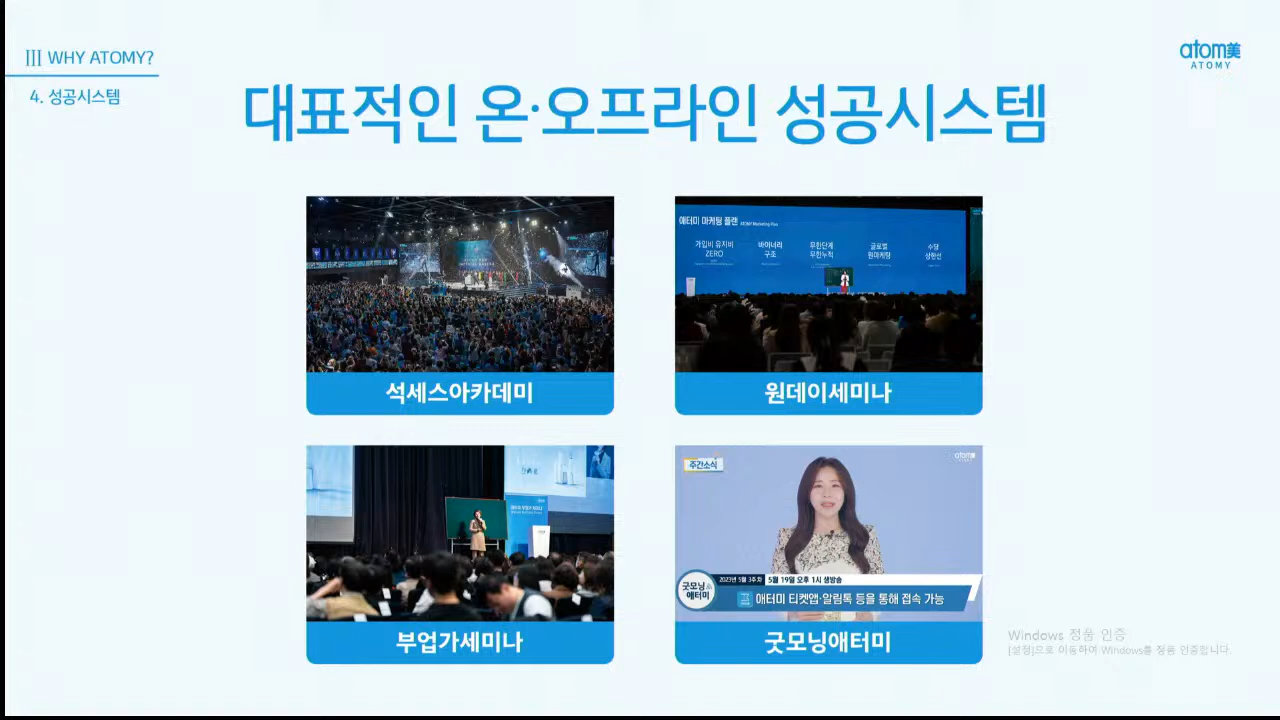 III WHY ATOMY?
4. 성공시스템
atom美
ATOMY
대표적인 온·오프라인 성공시스템
애터미 마케팅 플랜 ATOMY Marketing Plan
가입비 유지비
ZERO
바이너리
구조
무한단계
무한누적
글로벌
원마케팅
수당
상한선
석세스아카데미
원데이세미나
주간소식
atom美
굿모닝
애터미
2023년 5월 3주차 5월 19일 오후 1시 생방송
애터미 티켓앱·알림톡 등을 통해 접속 가능
부업가세미나
굿모닝애터미
Windows 정품 인증
[설정]으로 이동하여 Windows를 정품 인증합니다.